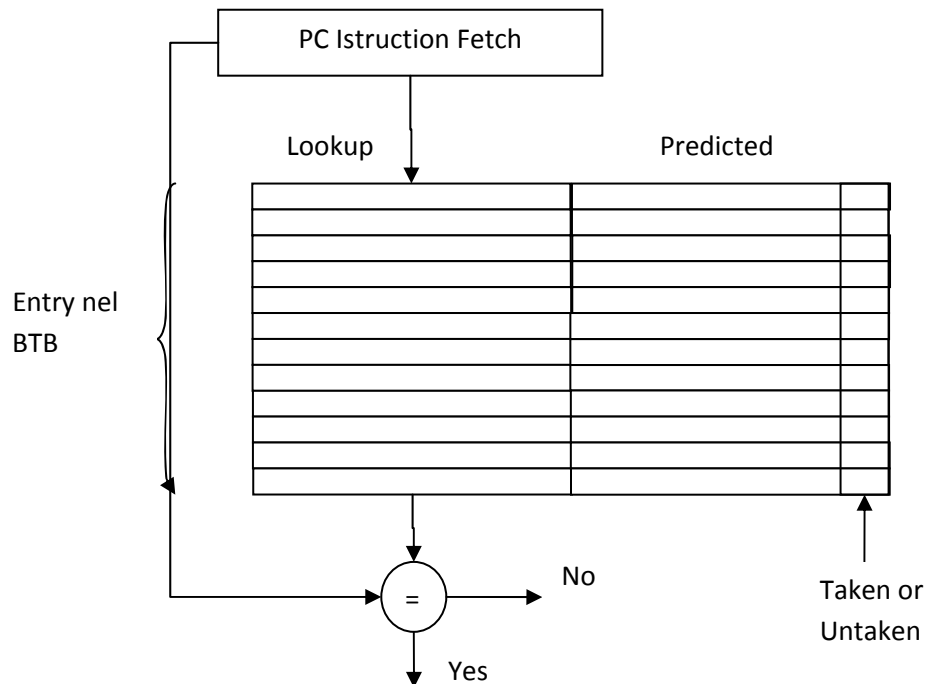 PC Istruction Fetch
Lookup
Predicted
Entry nel
BTB
=
No
Yes
Taken or
Untaken